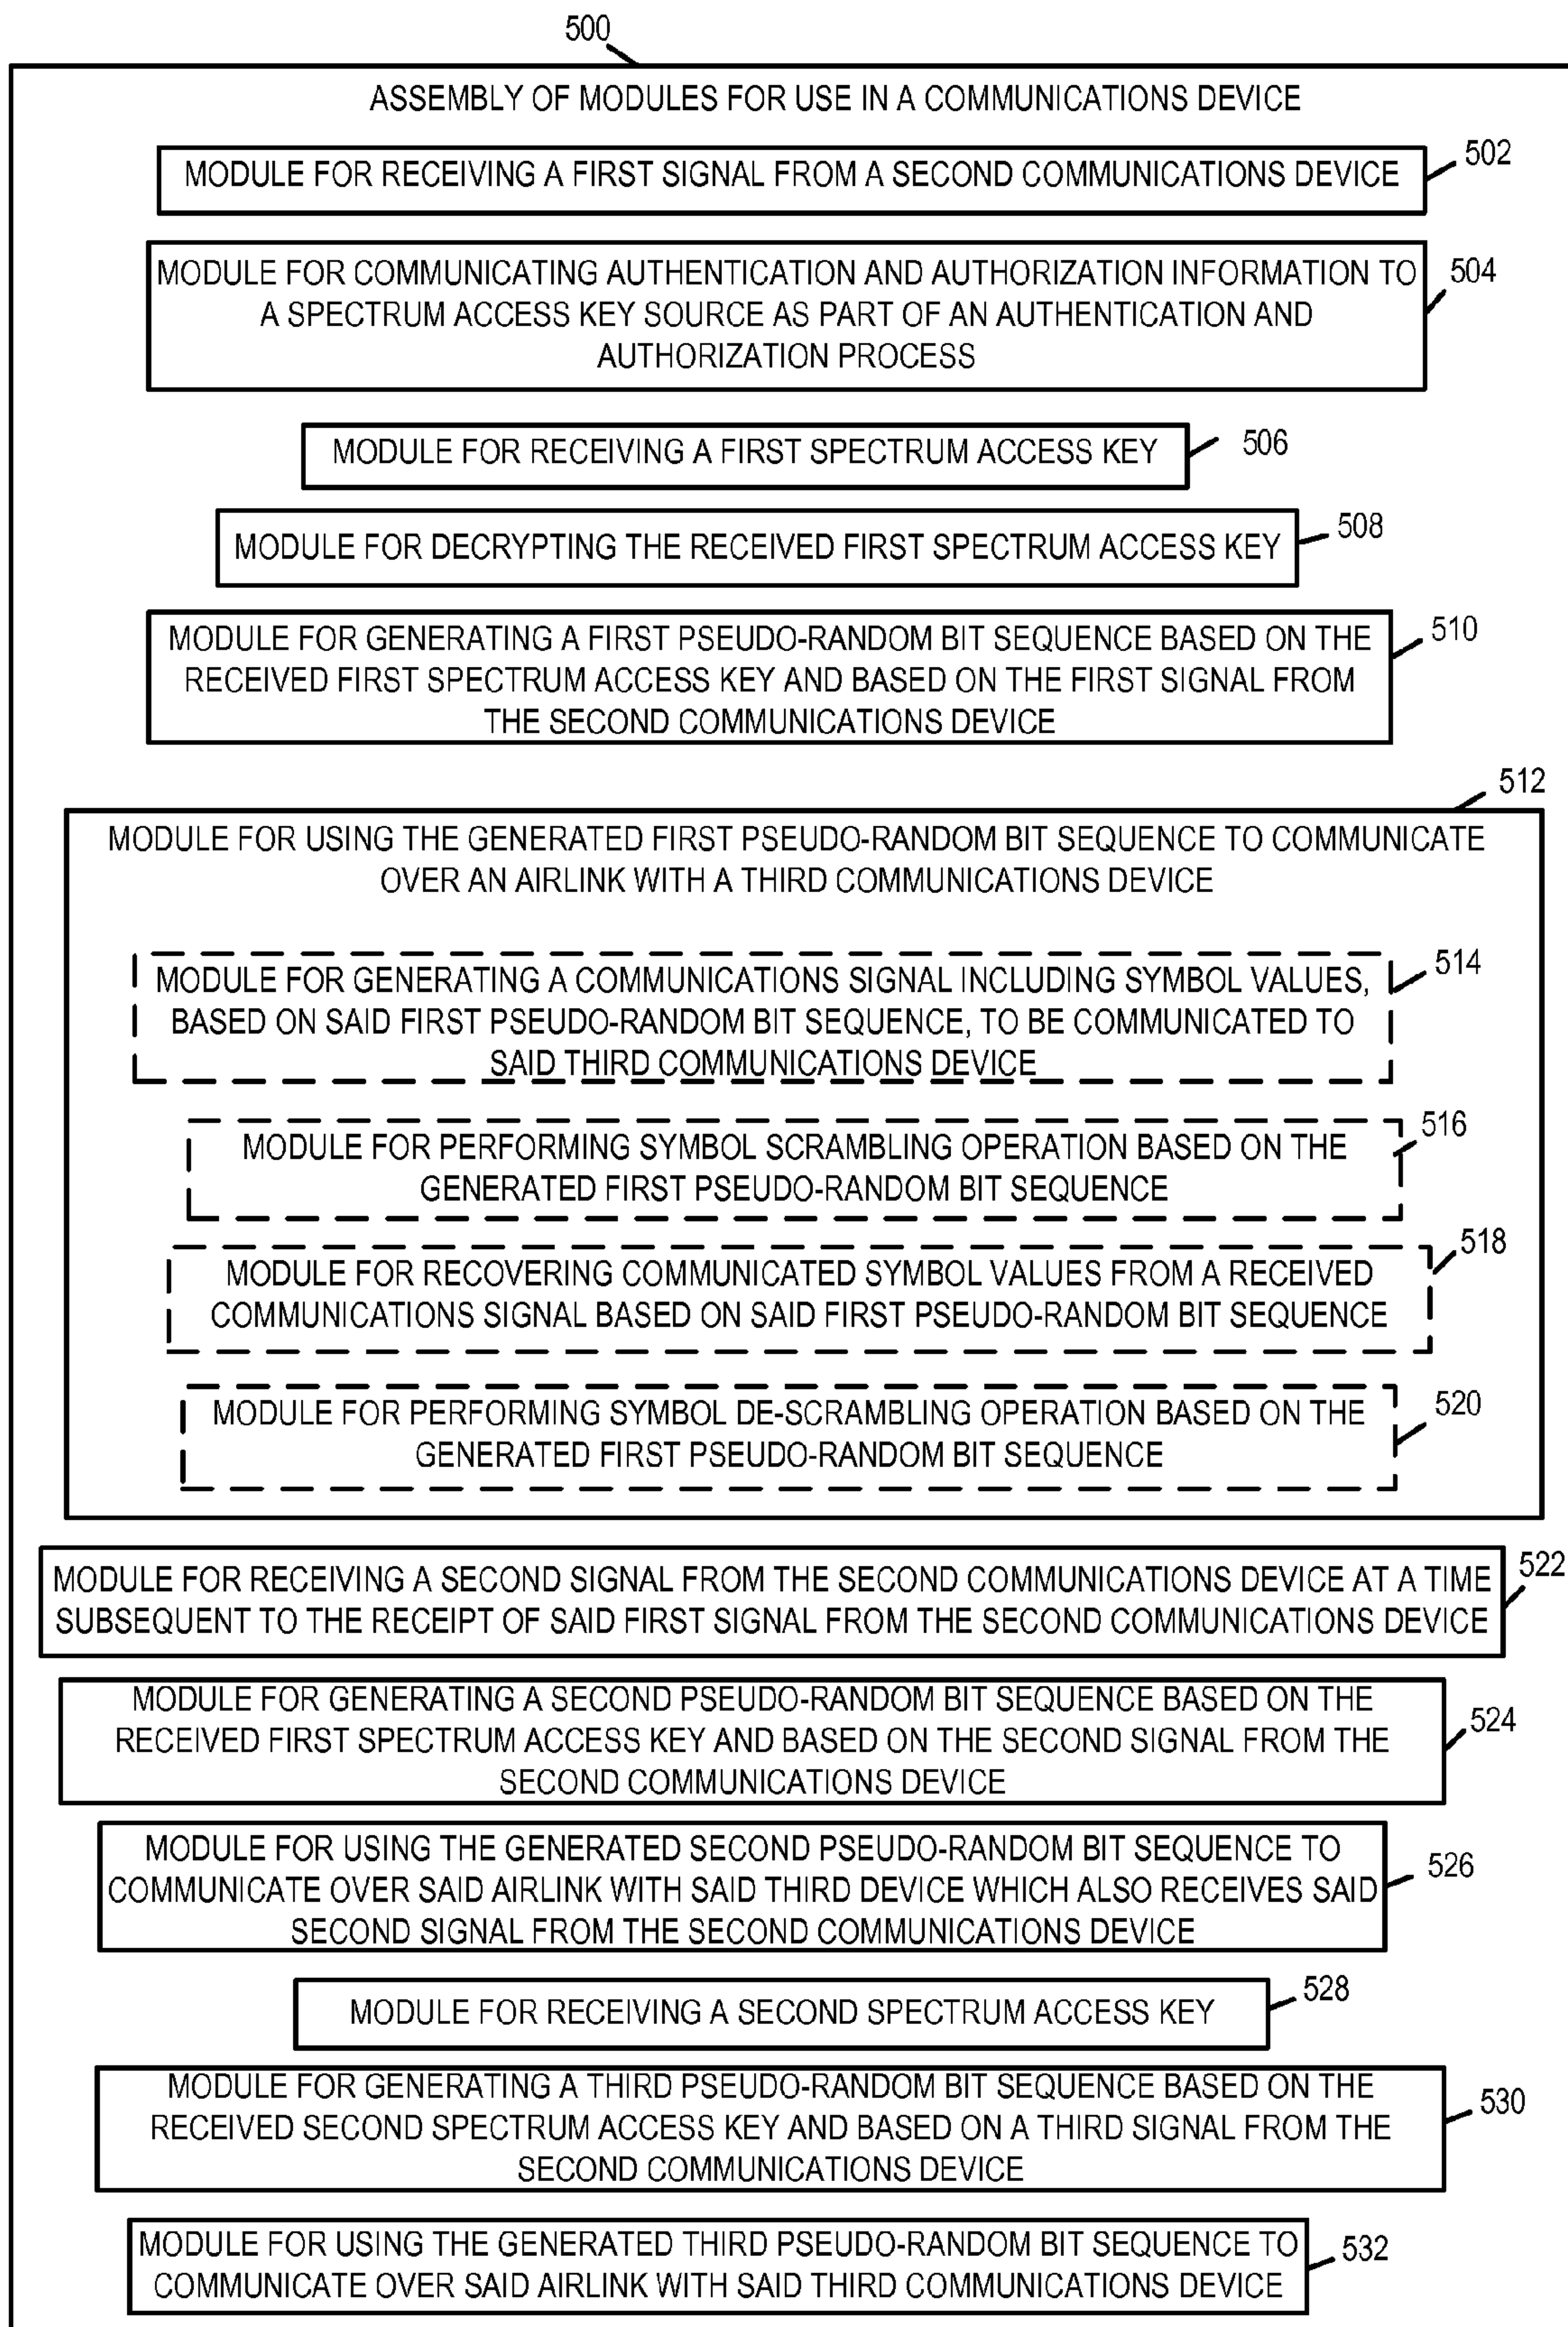 500
ASSEMBLY OF MODULES FOR USE IN A COMMUNICATIONS DEVICE
MODULE FOR RECEIVING A FIRST SIGNAL FROM A SECOND COMMUNICATIONS DEVICE
502
MODULE FOR COMMUNICATING AUTHENTICATION AND AUTHORIZATION INFORMATION TO
A SPECTRUM ACCESS KEY SOURCE AS PART OF AN AUTHENTICATION AND
AUTHORIZATION PROCESS
504
MODULE FOR RECEIVING A FIRST SPECTRUM ACCESS KEY
506
MODULE FOR DECRYPTING THE RECEIVED FIRST SPECTRUM ACCESS KEY
508
MODULE FOR GENERATING A FIRST PSEUDO-RANDOM BIT SEQUENCE BASED ON THE
RECEIVED FIRST SPECTRUM ACCESS KEY AND BASED ON THE FIRST SIGNAL FROM
THE SECOND COMMUNICATIONS DEVICE
510
512
MODULE FOR USING THE GENERATED FIRST PSEUDO-RANDOM BIT SEQUENCE TO COMMUNICATE
OVER AN AIRLINK WITH A THIRD COMMUNICATIONS DEVICE
MODULE FOR GENERATING A COMMUNICATIONS SIGNAL INCLUDING SYMBOL VALUES,
BASED ON SAID FIRST PSEUDO-RANDOM BIT SEQUENCE, TO BE COMMUNICATED TO
SAID THIRD COMMUNICATIONS DEVICE
514
MODULE FOR PERFORMING SYMBOL SCRAMBLING OPERATION BASED ON THE
GENERATED FIRST PSEUDO-RANDOM BIT SEQUENCE
516
MODULE FOR RECOVERING COMMUNICATED SYMBOL VALUES FROM A RECEIVED
COMMUNICATIONS SIGNAL BASED ON SAID FIRST PSEUDO-RANDOM BIT SEQUENCE
518
MODULE FOR PERFORMING SYMBOL DE-SCRAMBLING OPERATION BASED ON THE
GENERATED FIRST PSEUDO-RANDOM BIT SEQUENCE
520
MODULE FOR RECEIVING A SECOND SIGNAL FROM THE SECOND COMMUNICATIONS DEVICE AT A TIME
SUBSEQUENT TO THE RECEIPT OF SAID FIRST SIGNAL FROM THE SECOND COMMUNICATIONS DEVICE
522
MODULE FOR GENERATING A SECOND PSEUDO-RANDOM BIT SEQUENCE BASED ON THE
RECEIVED FIRST SPECTRUM ACCESS KEY AND BASED ON THE SECOND SIGNAL FROM THE
SECOND COMMUNICATIONS DEVICE
524
MODULE FOR USING THE GENERATED SECOND PSEUDO-RANDOM BIT SEQUENCE TO
COMMUNICATE OVER SAID AIRLINK WITH SAID THIRD DEVICE WHICH ALSO RECEIVES SAID
SECOND SIGNAL FROM THE SECOND COMMUNICATIONS DEVICE
526
MODULE FOR RECEIVING A SECOND SPECTRUM ACCESS KEY
528
MODULE FOR GENERATING A THIRD PSEUDO-RANDOM BIT SEQUENCE BASED ON THE
RECEIVED SECOND SPECTRUM ACCESS KEY AND BASED ON A THIRD SIGNAL FROM THE
SECOND COMMUNICATIONS DEVICE
530
MODULE FOR USING THE GENERATED THIRD PSEUDO-RANDOM BIT SEQUENCE TO
COMMUNICATE OVER SAID AIRLINK WITH SAID THIRD COMMUNICATIONS DEVICE
532